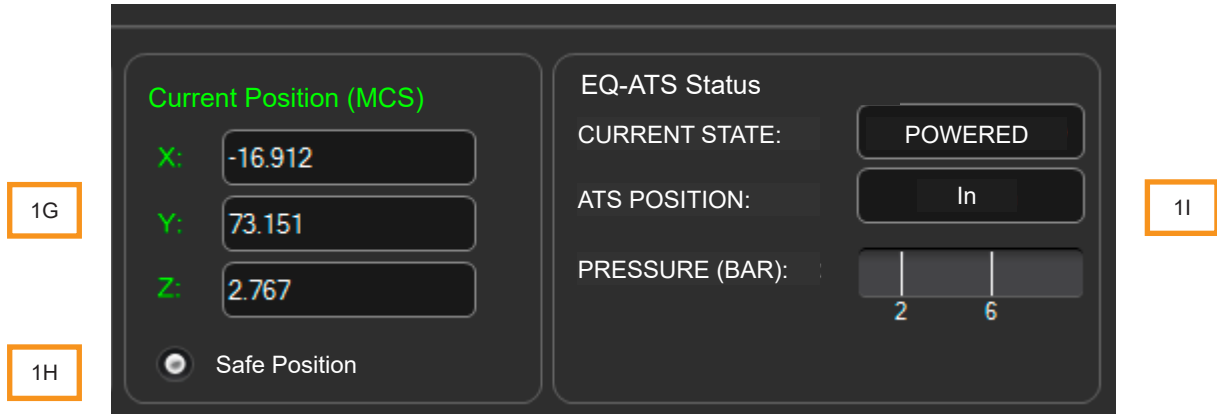 Current Position (MCS)
X: -16.912
1G
Y: 73.151
Z: 2.767
1H
Safe Position
EQ-ATS Status
CURRENT STATE: POWERED
ATS POSITION: In
1I
PRESSURE (BAR):
2 6